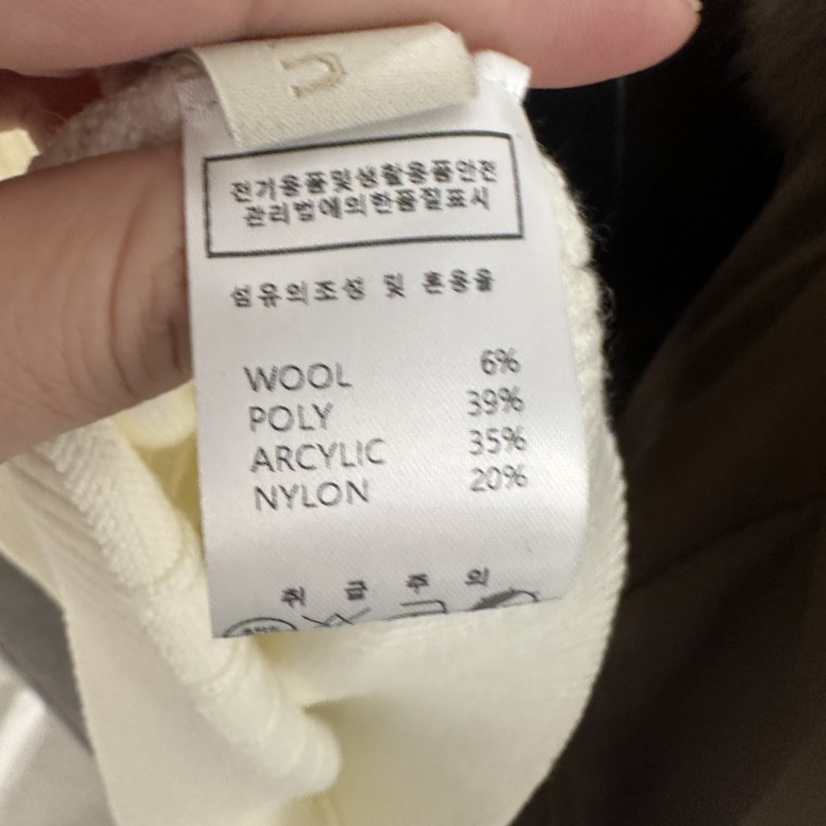 전기용품및생활용품안전
관리법에의한품질표시
섬유의조성 및 혼용율
WOOL 6%
POLY 39%
ARCYLIC 35%
NYLON 20%
취 급 주 의